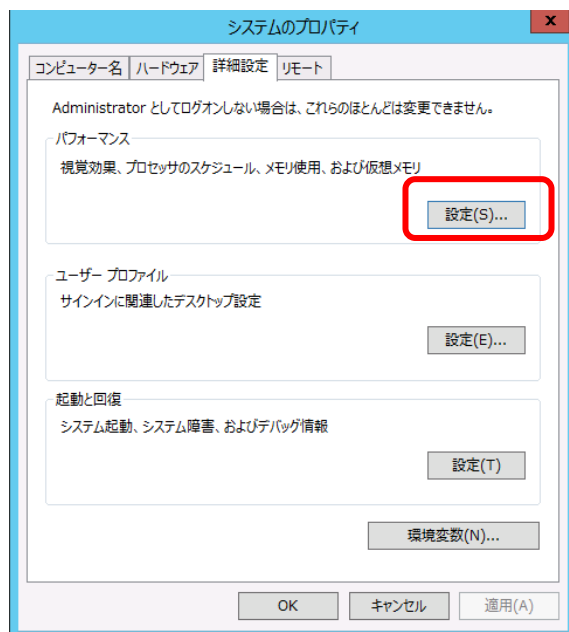 システムのプロパティ
x
コンピューター名 ハードウェア 詳細設定 リモート
Administrator としてログオンしない場合は、これらのほとんどは変更できません。
パフォーマンス
視覚効果、プロセッサのスケジュール、メモリ使用、および仮想メモリ
設定(S)...
ユーザー プロファイル
サインインに関連したデスクトップ設定
設定(E)...
起動と回復
システム起動、システム障害、およびデバッグ情報
設定(T)
環境変数(N)...
OK キャンセル 適用(A)